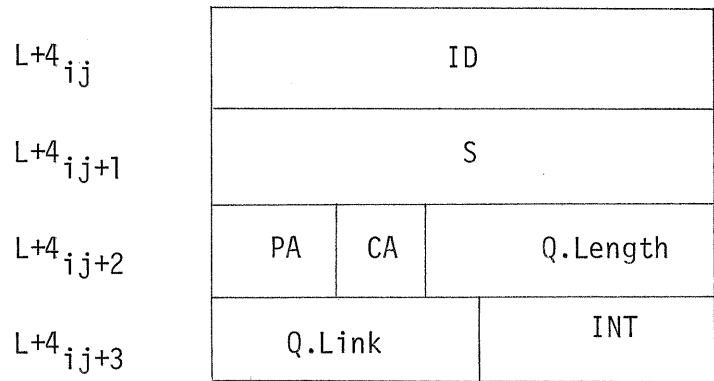 L+4ij ID
L+4ij+1 S
L+4ij+2 PA CA Q.Length
L+4ij+3 Q.Link INT